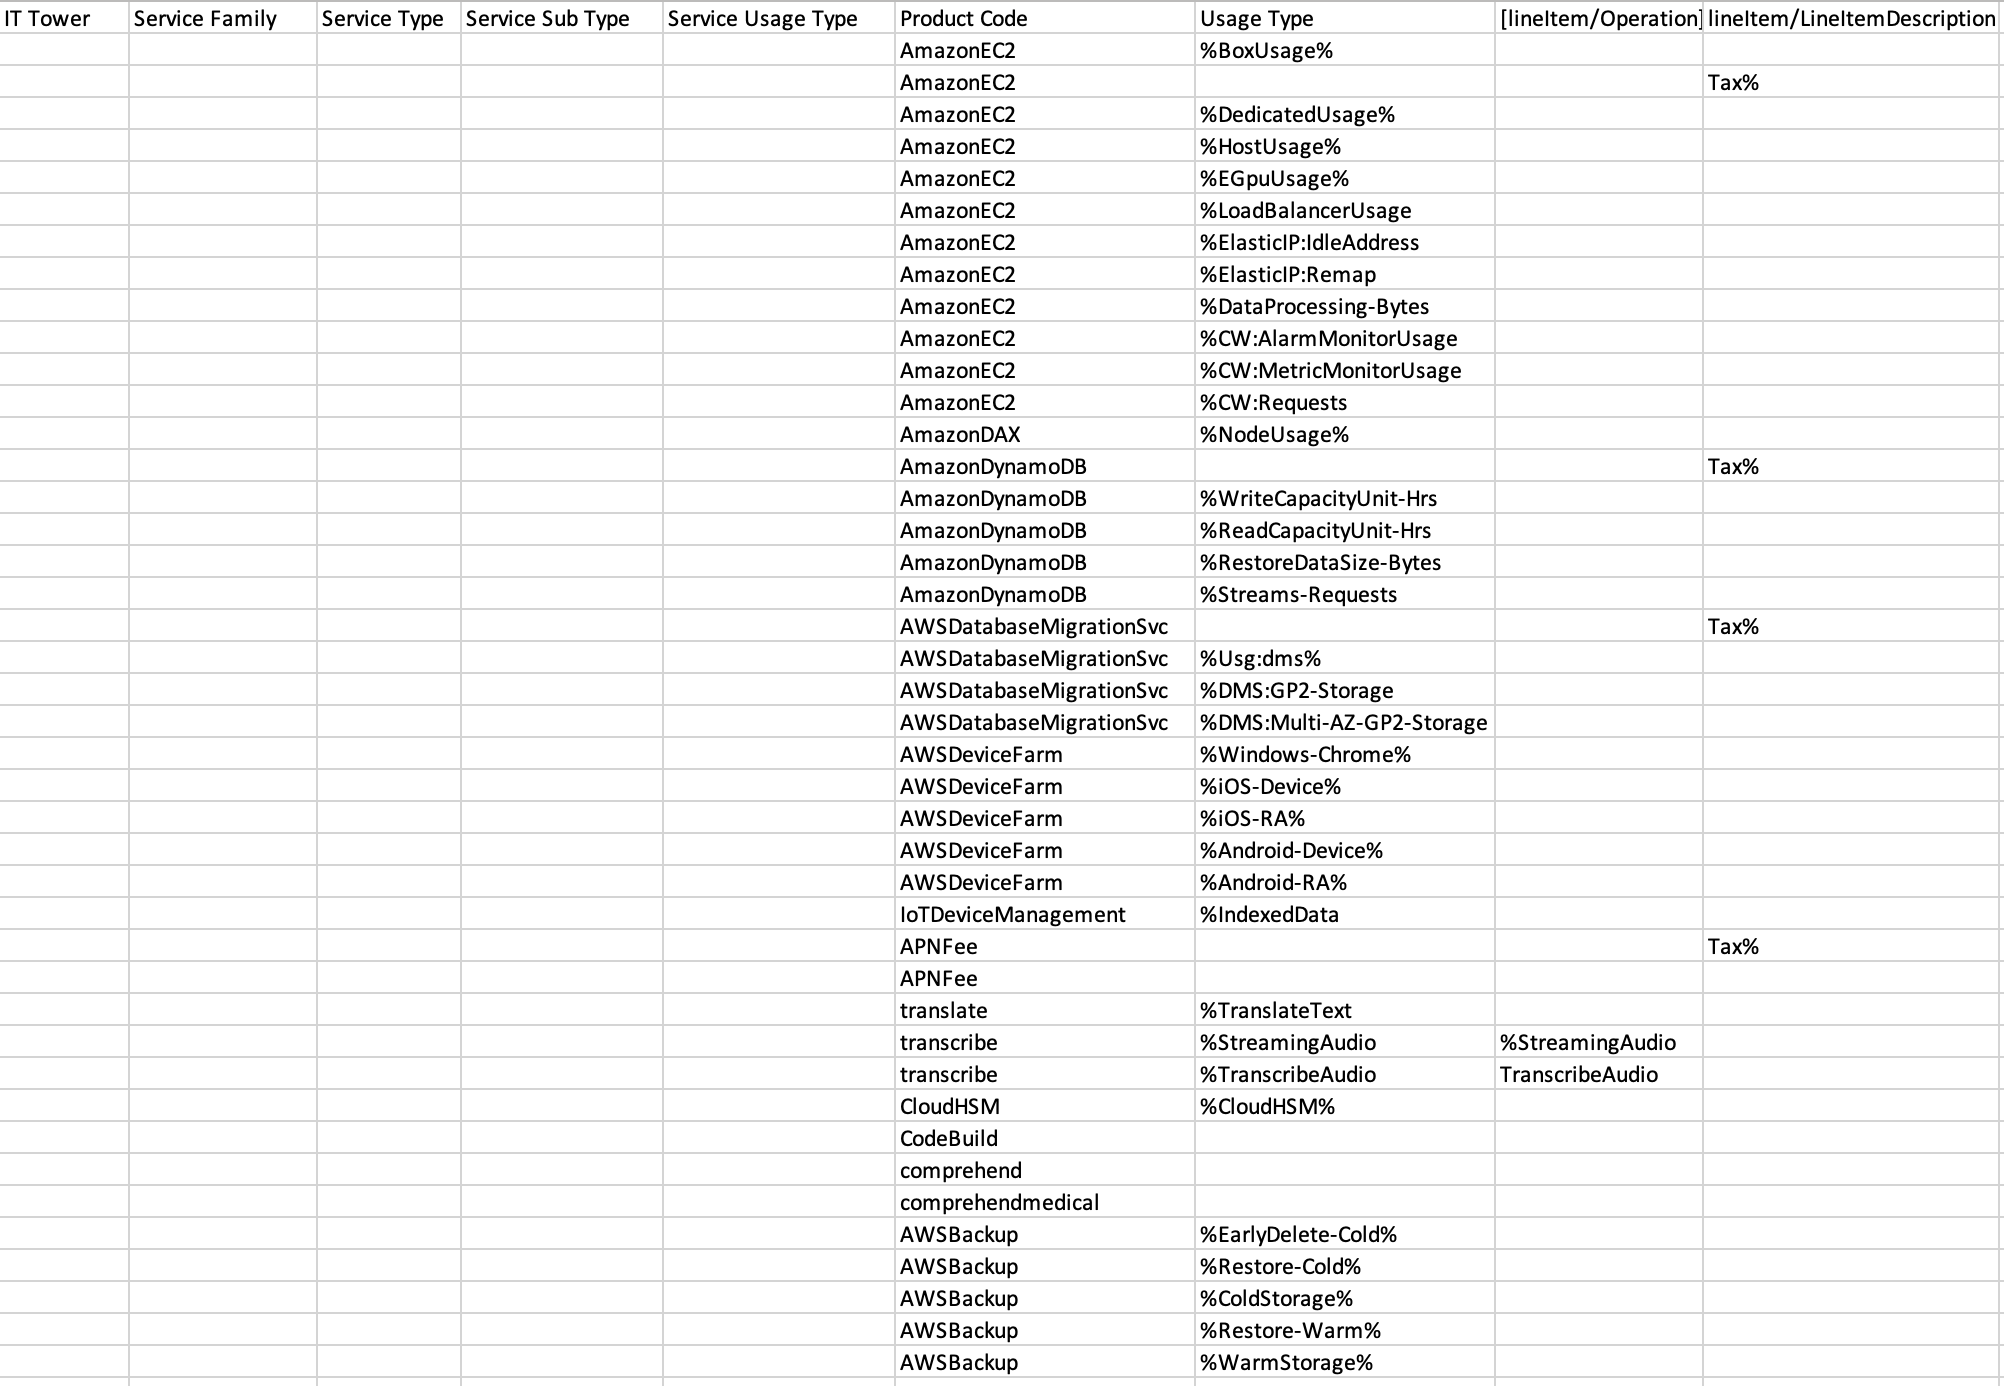 IT Tower Service Family Service Type Service Sub Type Service Usage Type Product Code Usage Type [lineItem/Operation] lineItem/LineItemDescription
AmazonEC2 %BoxUsage%
AmazonEC2 Tax%
AmazonEC2 %DedicatedUsage%
AmazonEC2 %HostUsage%
AmazonEC2 %EGpuUsage%
AmazonEC2 %LoadBalancerUsage
AmazonEC2 %ElasticIP:IdleAddress
AmazonEC2 %ElasticIP:Remap
AmazonEC2 %DataProcessing-Bytes
AmazonEC2 %CW:AlarmMonitorUsage
AmazonEC2 %CW:MetricMonitorUsage
AmazonEC2 %CW:Requests
AmazonDAX %NodeUsage%
AmazonDynamoDB Tax%
AmazonDynamoDB %WriteCapacityUnit-Hrs
AmazonDynamoDB %ReadCapacityUnit-Hrs
AmazonDynamoDB %RestoreDataSize-Bytes
AmazonDynamoDB %Streams-Requests
AWSDatabaseMigrationSvc Tax%
AWSDatabaseMigrationSvc %Usg:dms%
AWSDatabaseMigrationSvc %DMS:GP2-Storage
AWSDatabaseMigrationSvc %DMS:Multi-AZ-GP2-Storage
AWSDeviceFarm %Windows-Chrome%
AWSDeviceFarm %iOS-Device%
AWSDeviceFarm %iOS-RA%
AWSDeviceFarm %Android-Device%
AWSDeviceFarm %Android-RA%
IoTDeviceManagement %IndexedData
APNFee Tax%
APNFee
translate %TranslateText
transcribe %StreamingAudio %StreamingAudio
transcribe %TranscribeAudio TranscribeAudio
CloudHSM %CloudHSM%
CodeBuild
comprehend
comprehendmedical
AWSBackup %EarlyDelete-Cold%
AWSBackup %Restore-Cold%
AWSBackup %ColdStorage%
AWSBackup %Restore-Warm%
AWSBackup %WarmStorage%